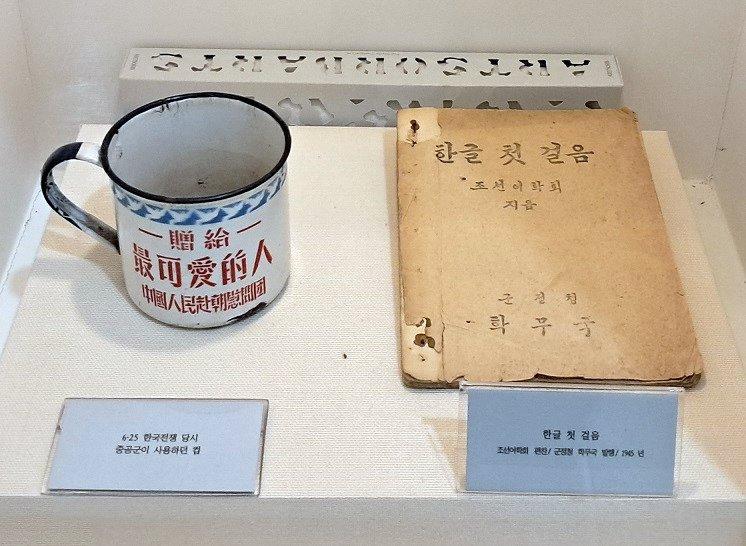 一 贈給 一
最可愛的人
中國人民赴朝慰問团
한글 첫 걸음
조선어학회
지음
군정청
학무국
6·25 한국전쟁 당시
중공군이 사용하던 컵
한글 첫 걸음
조선어학회 편찬/ 군정청 학무국 발행/ 1945 년